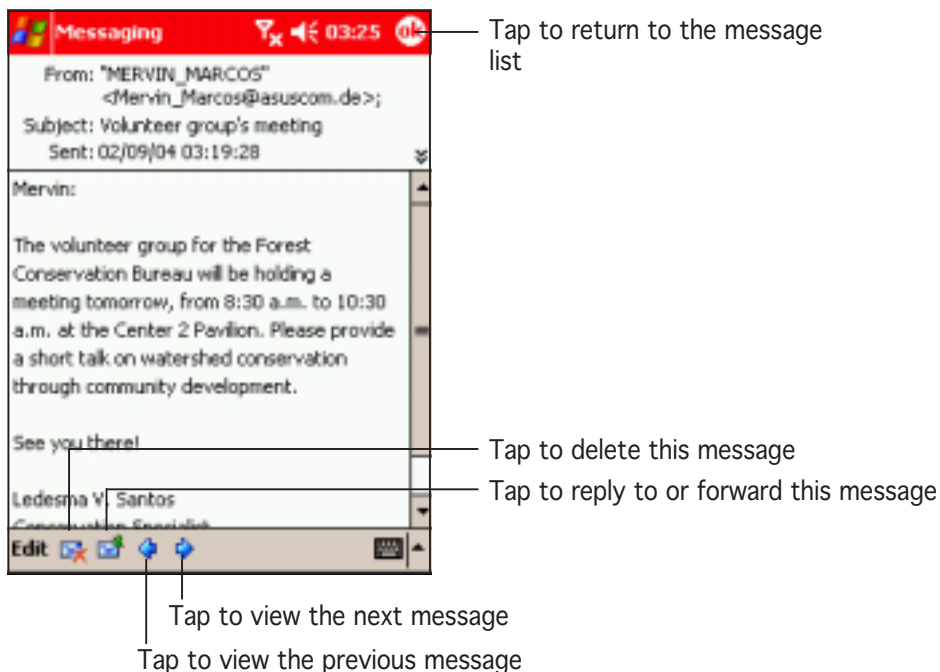 Messaging 03:25 ok
Tap to return to the message
list
From: "MERVIN_MARCOS"
<Mervin_Marcos@asuscom.de>;
Subject: Volunteer group's meeting
Sent: 02/09/04 03:19:28
Mervin:
The volunteer group for the Forest
Conservation Bureau will be holding a
meeting tomorrow, from 8:30 a.m. to 10:30
a.m. at the Center 2 Pavilion. Please provide
a short talk on watershed conservation
through community development.
See you there!
Tap to delete this message
Tap to reply to or forward this message
Ledesma V. Santos
Conservation Specialist
Edit
Tap to view the next message
Tap to view the previous message